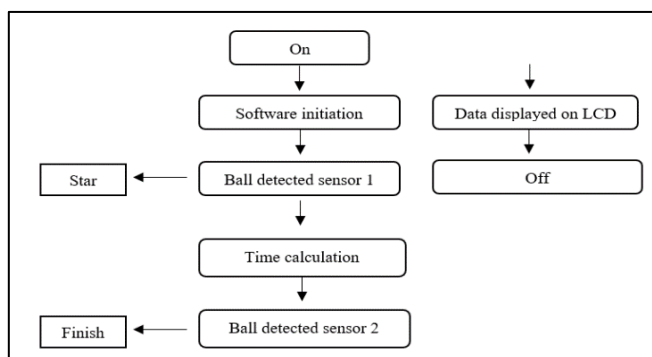 On
Software initiation
Data displayed on LCD
Star
Ball detected sensor 1
Off
Time calculation
Finish
Ball detected sensor 2